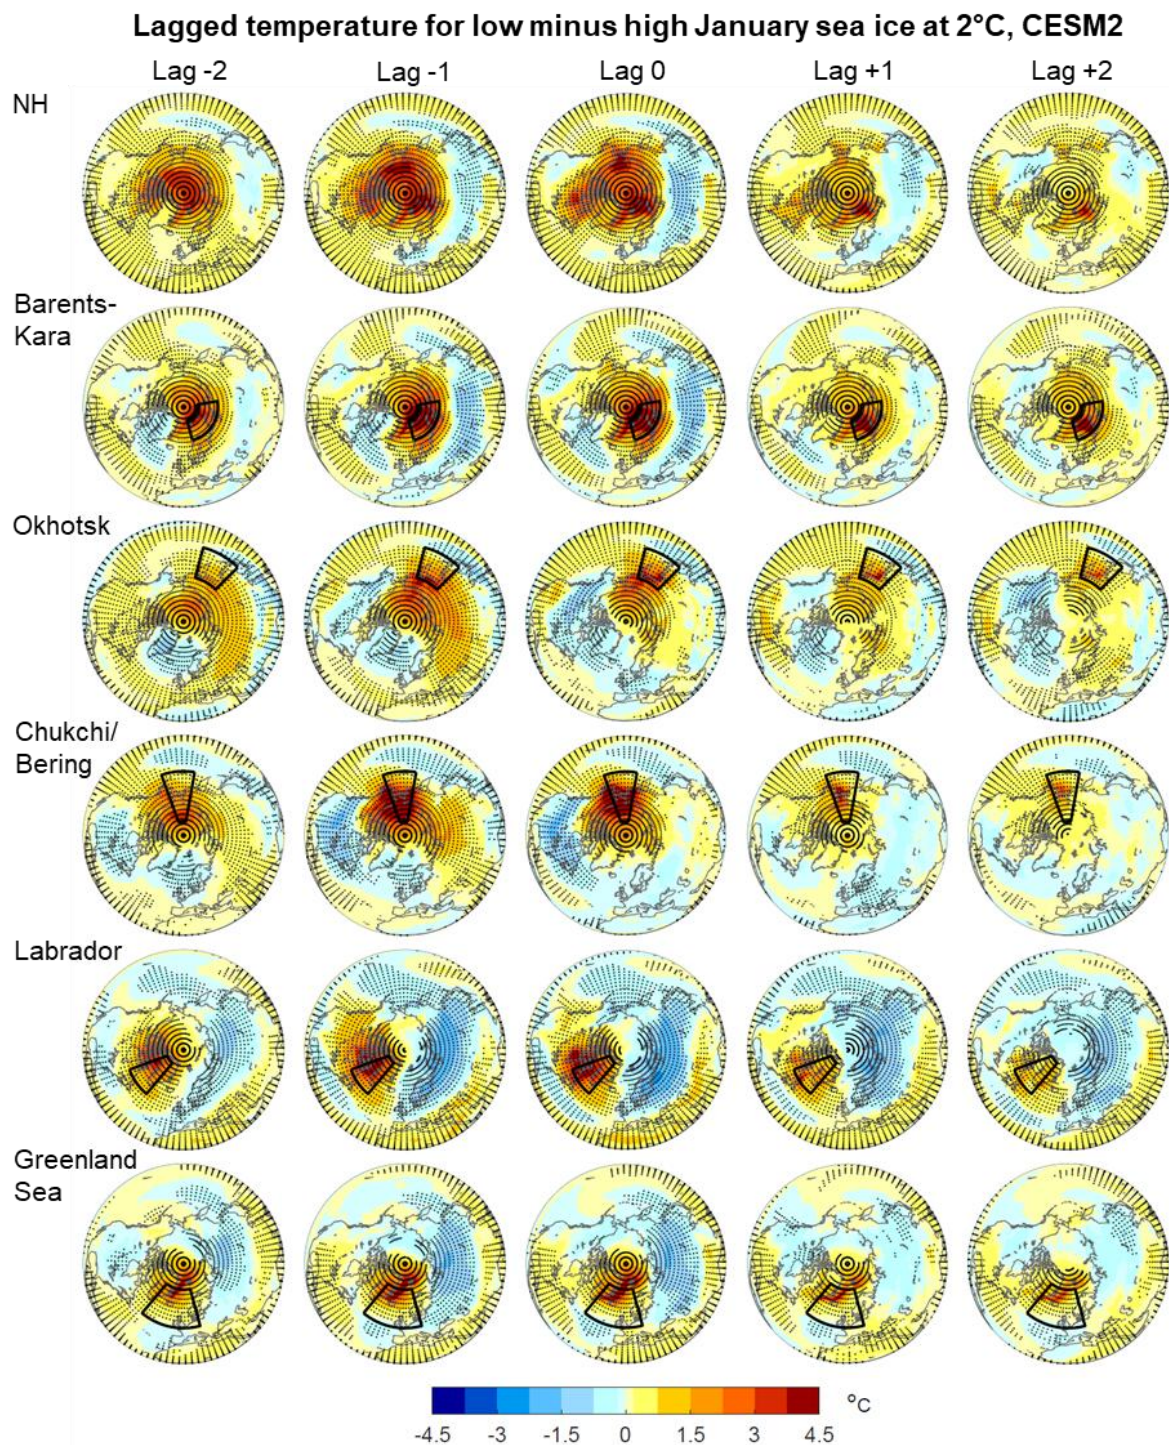 Lagged temperature for low minus high January sea ice at 2°C, CESM2
Lag -2 Lag -1 Lag 0 Lag +1 Lag +2
NH
Barents-
Kara
Okhotsk
Chukchi/
Bering
Labrador
Greenland
Sea
°C
-4.5 -3 -1.5 0 1.5 3 4.5